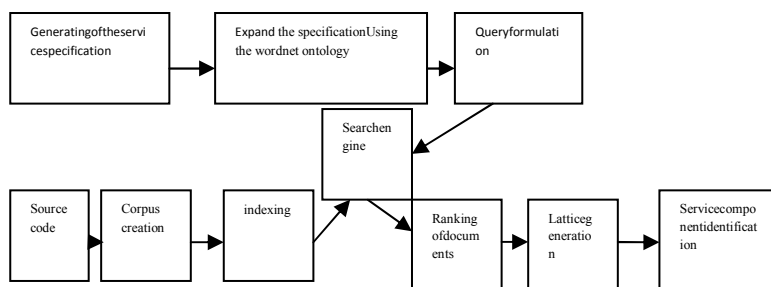 Generatingoftheservi
cespecification
Expand the specificationUsing
the wordnet ontology
Queryformulati
on
Searchen
gine
Source
code
Corpus
creation
indexing
Ranking
ofdocum
ents
Latticeg
eneratio
n
Servicecompo
nentidentificat
ion